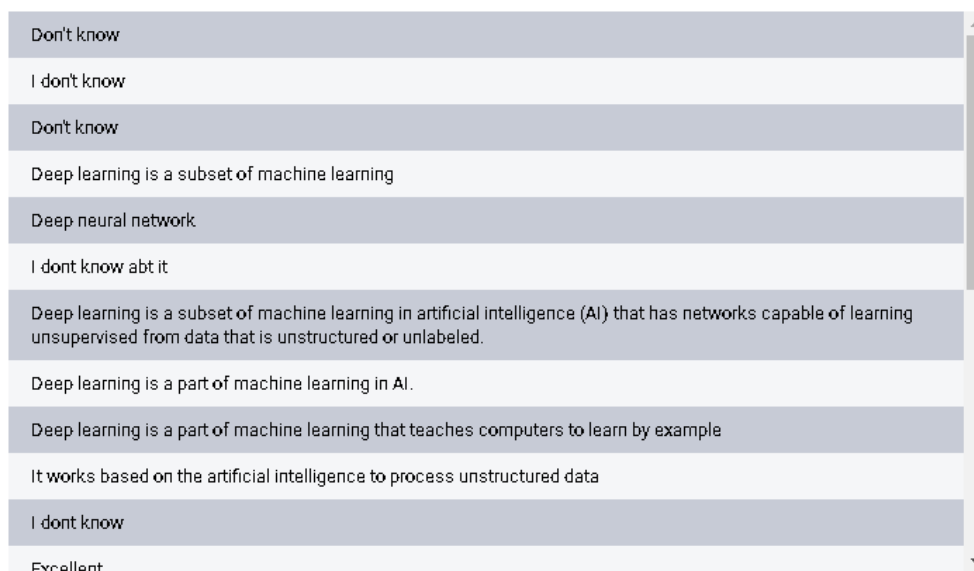 Don't know
I don't know
Don't know
Deep learning is a subset of machine learning
Deep neural network
I dont know abt it
Deep learning is a subset of machine learning in artificial intelligence (AI) that has networks capable of learning
unsupervised from data that is unstructured or unlabeled.
Deep learning is a part of machine learning in AI.
Deep learning is a part of machine learning that teaches computers to learn by example
It works based on the artificial intelligence to process unstructured data
I dont know
Excellent